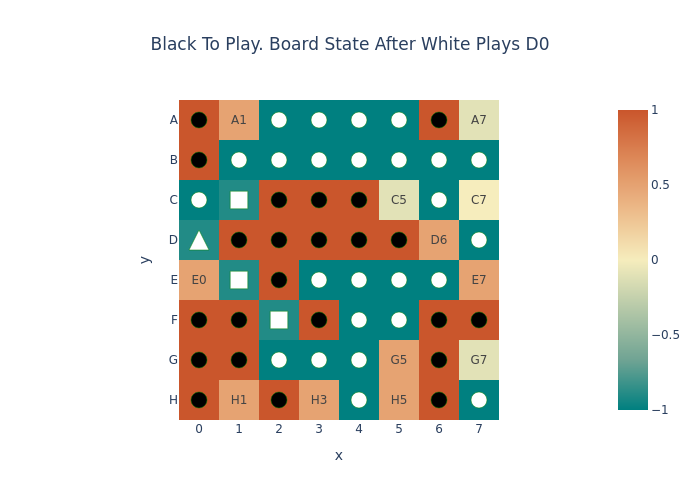 Black To Play. Board State After White Plays D0
A A1 A7 1
B
C C5 C7 0.5
D D6
y E E0 E7 0
F
G G5 G7 −0.5
H H1 H3 H5 −1
0 1 2 3 4 5 6 7
x